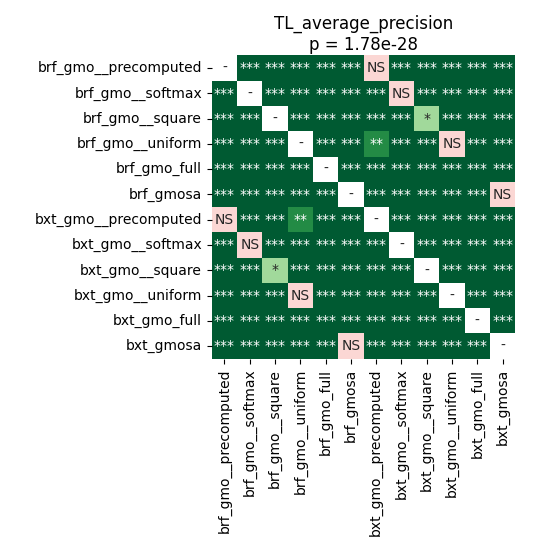 TL_average_precision
p = 1.78e-28
brf_gmo__precomputed - *** *** *** *** *** NS *** *** *** *** ***
brf_gmo__softmax *** - *** *** *** *** *** NS *** *** *** ***
brf_gmo__square *** *** - *** *** *** *** *** * *** *** ***
brf_gmo__uniform *** *** *** - *** *** ** *** *** NS *** ***
brf_gmo_full *** *** *** *** - *** *** *** *** *** *** ***
brf_gmosa *** *** *** *** *** - *** *** *** *** *** NS
bxt_gmo__precomputed NS *** *** ** *** *** - *** *** *** *** ***
bxt_gmo__softmax *** NS *** *** *** *** *** - *** *** *** ***
bxt_gmo__square *** *** * *** *** *** *** *** - *** *** ***
bxt_gmo__uniform *** *** *** NS *** *** *** *** *** - *** ***
bxt_gmo_full *** *** *** *** *** *** *** *** *** *** - ***
bxt_gmosa *** *** *** *** *** NS *** *** *** *** *** -
brf_gmo__precomputed
brf_gmo__softmax
brf_gmo__square
brf_gmo__uniform
brf_gmo_full
brf_gmosa
bxt_gmo__precomputed
bxt_gmo__softmax
bxt_gmo__square
bxt_gmo__uniform
bxt_gmo_full
bxt_gmosa